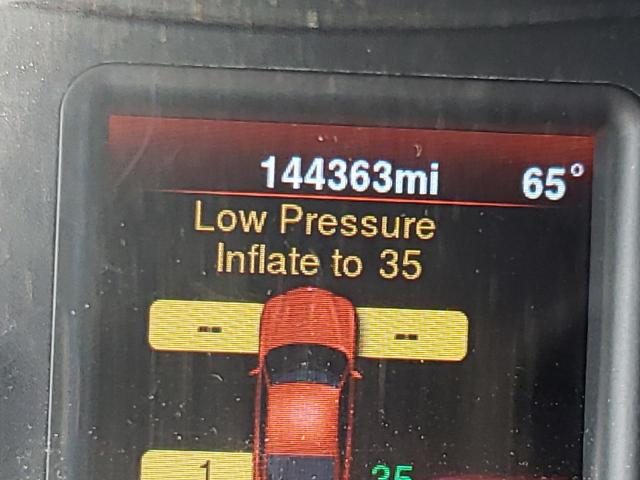 144363mi 65°
Low Pressure
Inflate to 35
-- --
1 35